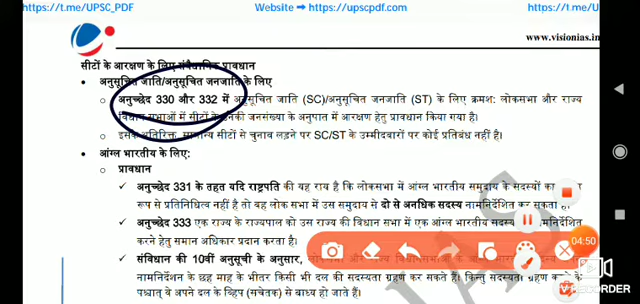 https://t.me/UPSC_PDF Website ➙ https://upscpdf.com https://
www.visionias.in
सीटों के आरक्षण के लिए संवैधानिक प्रावधान
• अनुसूचित जाति/अनुसूचित जनजाति के लिए
○ अनुच्छेद 330 और 332 में अनुसूचित जाति (SC)/अनुसूचित जनजाति (ST) के लिए क्रमश: लोकसभा और राज्य
विधान सभाओं में सीटों के उनकी जनसंख्या के अनुपात में आरक्षण हेतु प्रावधान किया गया है।
○ इसके अतिरिक्त, सामान्य सीटों से चुनाव लड़ने पर SC/ST के उम्मीदबारों पर कोई प्रतिबंध नहीं है।
• आंग्ल भारतीय के लिए:
○ प्रावधान
✓ अनुच्छेद 331 के तहत यदि राष्ट्रपति की यह राय है कि लोकसभा में आंग्ल भारतीय समुदाय के सदस्यों का
रूप से प्रतिनिधित्व नहीं है तो वह लोक सभा में उस समुदाय से दो से अनधिक सदस्य नामनिर्देशित कर सकता है।
✓ अनुच्छेद 333 एक राज्य के राज्यपाल को उस राज्य की विधान सभा में एक आंग्ल भारतीय नामनिर्देशित
करने हेतु समान अधिकार प्रदान करता है।
✓ संविधान की 10वीं अनुसूची के अनुसार,
नामनिर्देशन के छह माह के भीतर किसी भी दल की सदस्यता ग्रहण कर सकते हैं। किन्तु सदस्यता ग्रहण करने के
पश्चात् वे अपने दल के व्हिप (सचेतक) से बाध्य हो जाते हैं।
04:50
RECORDER